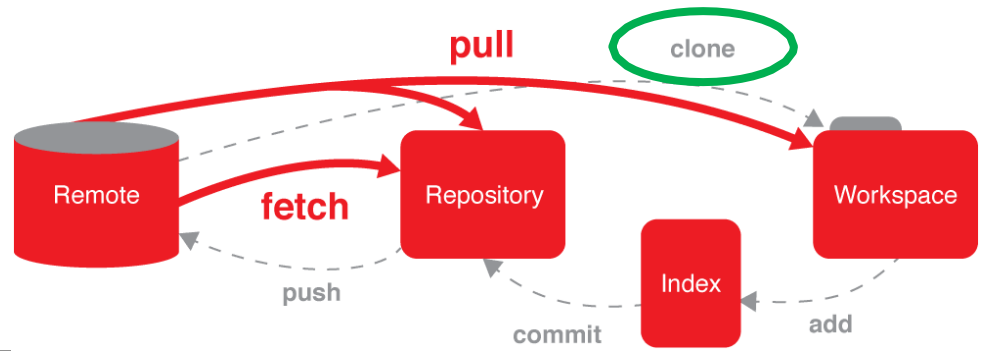 pull
clone
Remote
fetch
Repository
Workspace
push
Index
commit
add